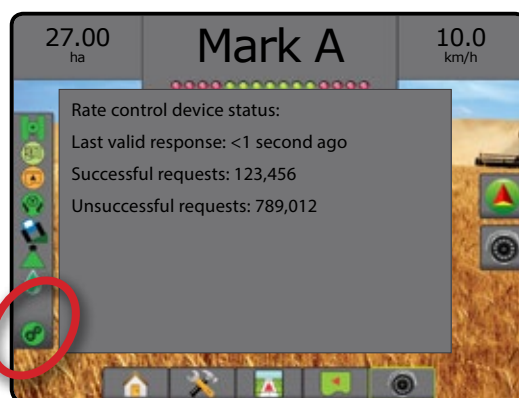 27.00
ha
Mark A
10.0
km/h
Rate control device status:
Last valid response: <1 second ago
Successful requests: 123,456
Unsuccessful requests: 789,012